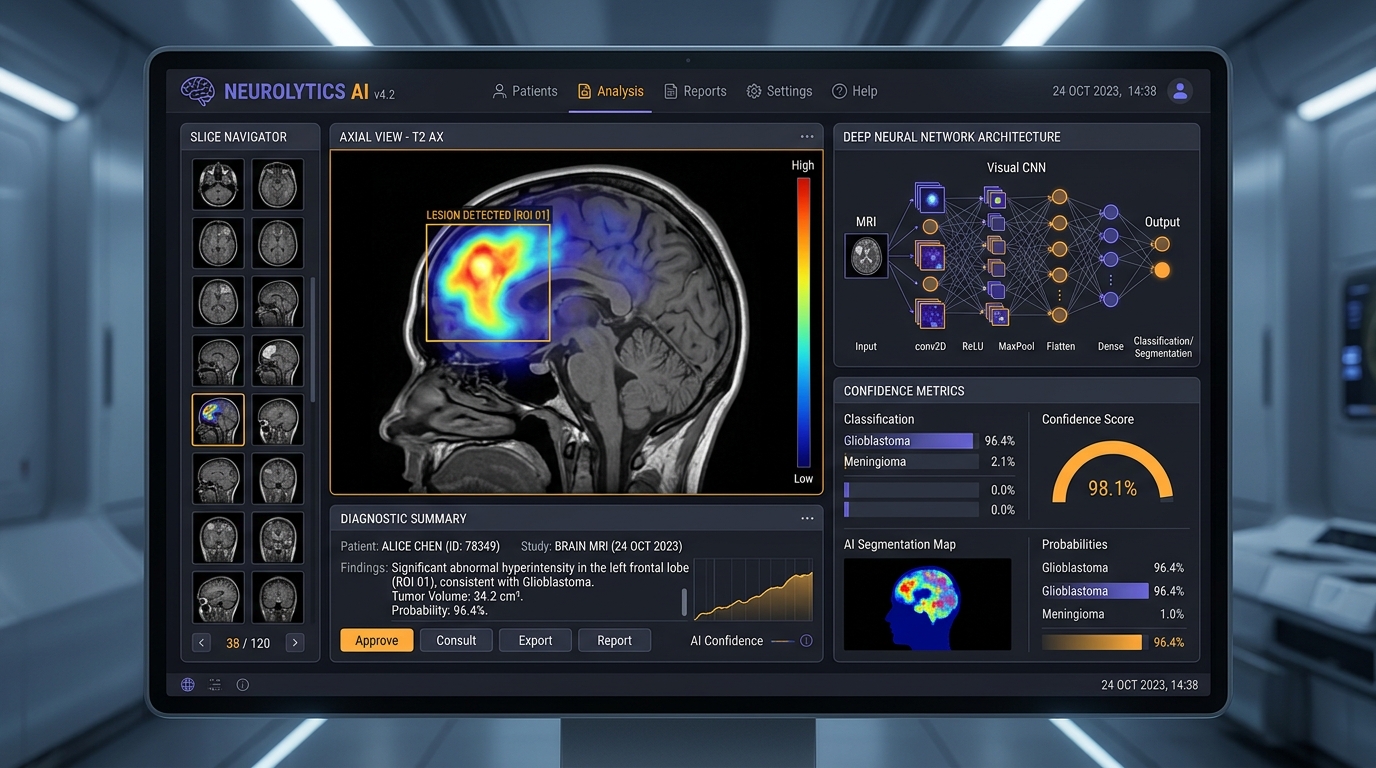 NEUROLYTICS AI v4.2
Patients
Analysis
Reports
Settings
Help
24 OCT 2023, 14:38
SLICE NAVIGATOR
38 / 120
AXIAL VIEW - T2 AX
LESION DETECTED [ROI 01]
High
Low
DIAGNOSTIC SUMMARY
Patient: ALICE CHEN (ID: 78349) Study: BRAIN MRI (24 OCT 2023)
Findings: Significant abnormal hyperintensity in the left frontal lobe
(ROI 01), consistent with Glioblastoma.
Tumor Volume: 34.2 cm³.
Probability: 96.4%.
Approve
Consult
Export
Report
AI Confidence
DEEP NEURAL NETWORK ARCHITECTURE
Visual CNN
MRI
Output
Input
conv2D
ReLU
MaxPool
Flatten
Dense
Classification/
Segmentation
CONFIDENCE METRICS
Classification
Glioblastoma 96.4%
Meningioma 2.1%
0.0%
0.0%
Confidence Score
98.1%
AI Segmentation Map
Probabilities
Glioblastoma 96.4%
Glioblastoma 96.4%
Meningioma 1.0%
96.4%
24 OCT 2023, 14:38